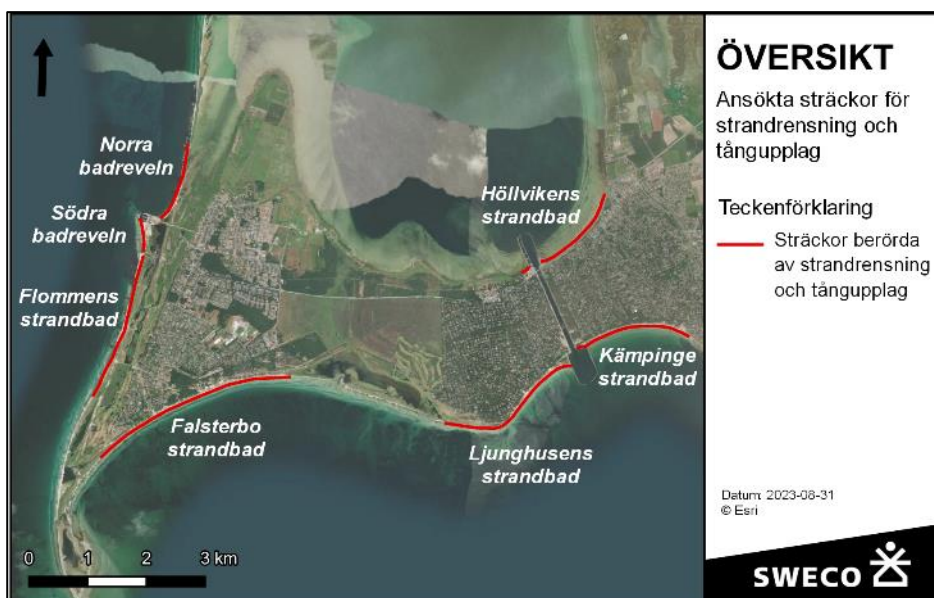 ÖVERSIKT
Ansökta sträckor för
strandrensning och
tångupplag
Teckenförklaring
Sträckor berörda
av strandrensning
och tångupplag
Norra
badreveln
Södra
badreveln
Flommens
strandbad
Falsterbo
strandbad
Höllvikens
strandbad
Kämpinge
strandbad
Ljunghusens
strandbad
0 1 2 3 km
Datum: 2023-08-31
© Esri
SWECO